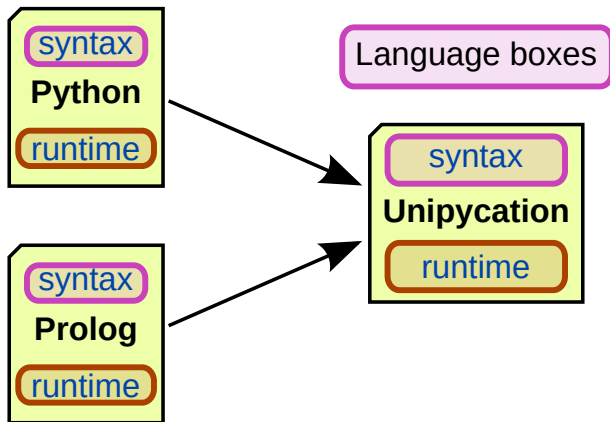 syntax
Python
runtime
Language boxes
syntax
Unipycation
runtime
syntax
Prolog
runtime